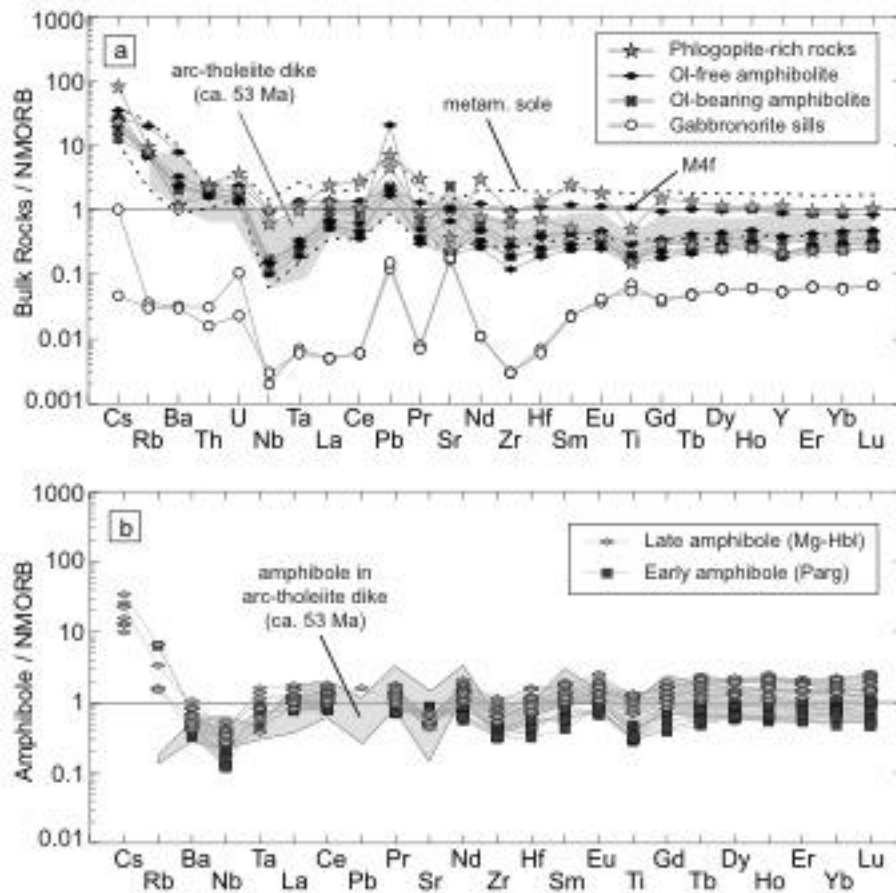 1000
100
10
1
0.1
0.01
0.001
Bulk Rocks / NMORB
a
arc-tholeiite dike
(ca. 53 Ma)
metam. sole
M4f
Phlogopite-rich rocks
Ol-free amphibolite
Ol-bearing amphibolite
Gabbronorite sills
Cs Ba U Ta Ce Pr Nd Hf Eu Gd Dy Y Yb
Rb Th Nb La Pb Sr Zr Sm Ti Tb Ho Er Lu
1000
100
10
1
0.1
0.01
Amphibole / NMORB
b
amphibole in
arc-tholeiite dike
(ca. 53 Ma)
Late amphibole (Mg-Hbl)
Early amphibole (Parg)
Cs Ba Ta Ce Pr Nd Hf Eu Gd Dy Er Lu
Rb Nb La Pb Sr Zr Sm Ti Tb Ho Yb